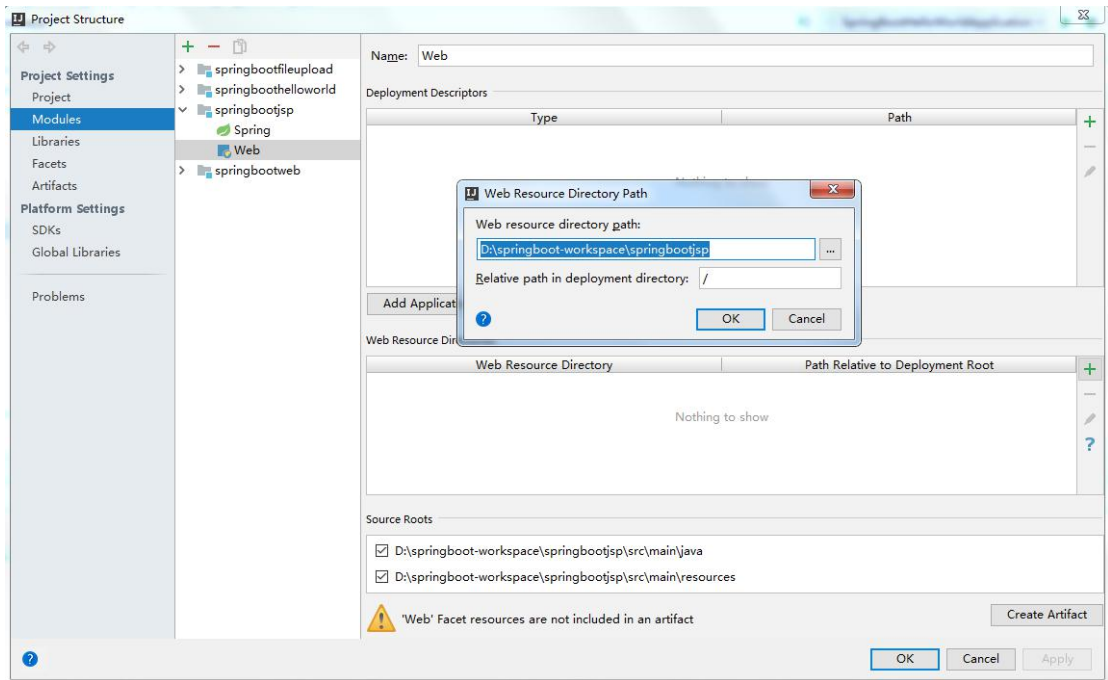 Project Structure
Project Settings
Project
Modules
Libraries
Facets
Artifacts
Platform Settings
SDKs
Global Libraries
Problems
springbootfileupload
springboothelloworld
springbootjsp
Spring
Web
springbootweb
Name: Web
Deployment Descriptors
Type Path
Web Resource Directory Path
Web resource directory path:
D:\springboot-workspace\springbootjsp ...
Relative path in deployment directory: /
OK Cancel
Add Applicat
Web Resource Dir
Web Resource Directory Path Relative to Deployment Root
Nothing to show
Source Roots
D:\springboot-workspace\springbootjsp\src\main\java
D:\springboot-workspace\springbootjsp\src\main\resources
'Web' Facet resources are not included in an artifact
Create Artifact
OK Cancel Apply